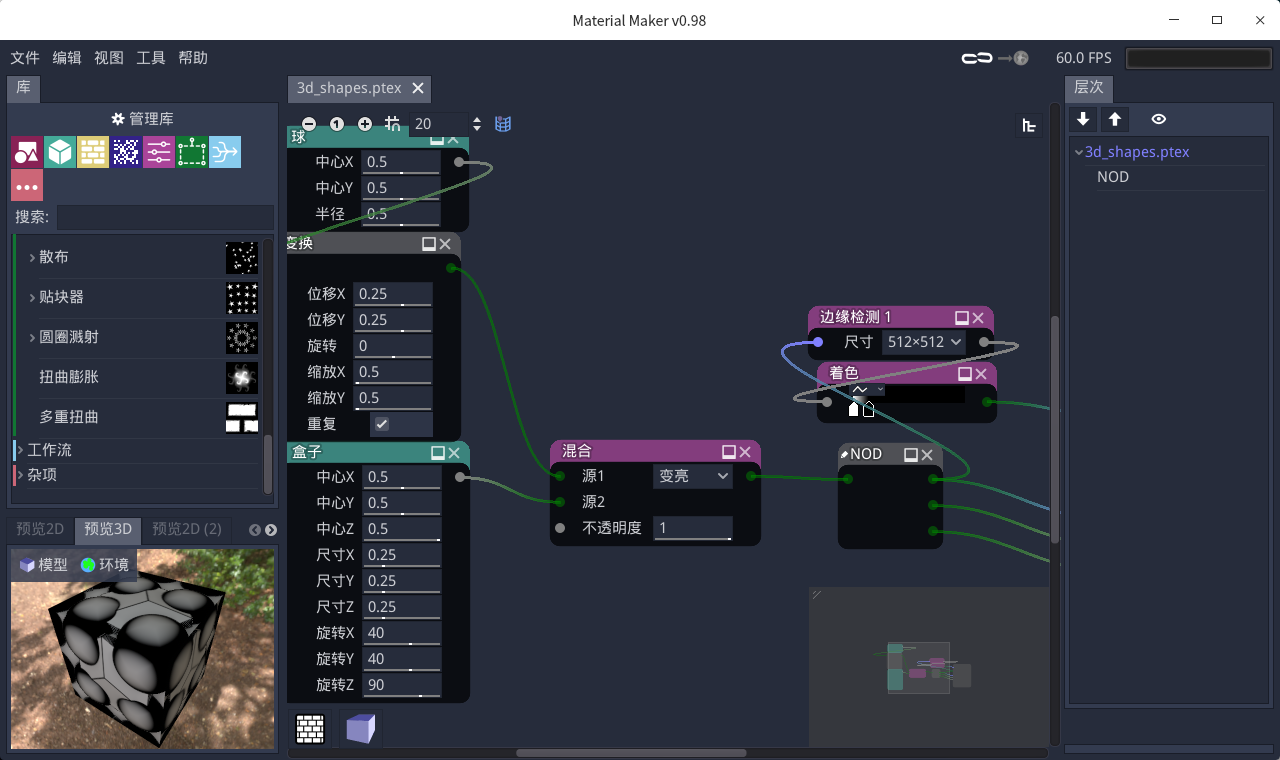 Material Maker v0.98
文件 编辑 视图 工具 帮助
60.0 FPS
库
3d_shapes.ptex
层次
管理库
20
搜索:
散布
贴块器
圆圈溅射
扭曲膨胀
多重扭曲
工作流
杂项
预览2D 预览3D 预览2D (2)
模型 环境
球
中心X 0.5
中心Y 0.5
半径 0.5
变换
位移X 0.25
位移Y 0.25
旋转 0
缩放X 0.5
缩放Y 0.5
重复
盒子
中心X 0.5
中心Y 0.5
中心Z 0.5
尺寸X 0.25
尺寸Y 0.25
尺寸Z 0.25
旋转X 40
旋转Y 40
旋转Z 90
混合
源1 变亮
源2
不透明度 1
边缘检测 1
尺寸 512×512
着色
NOD
3d_shapes.ptex
NOD